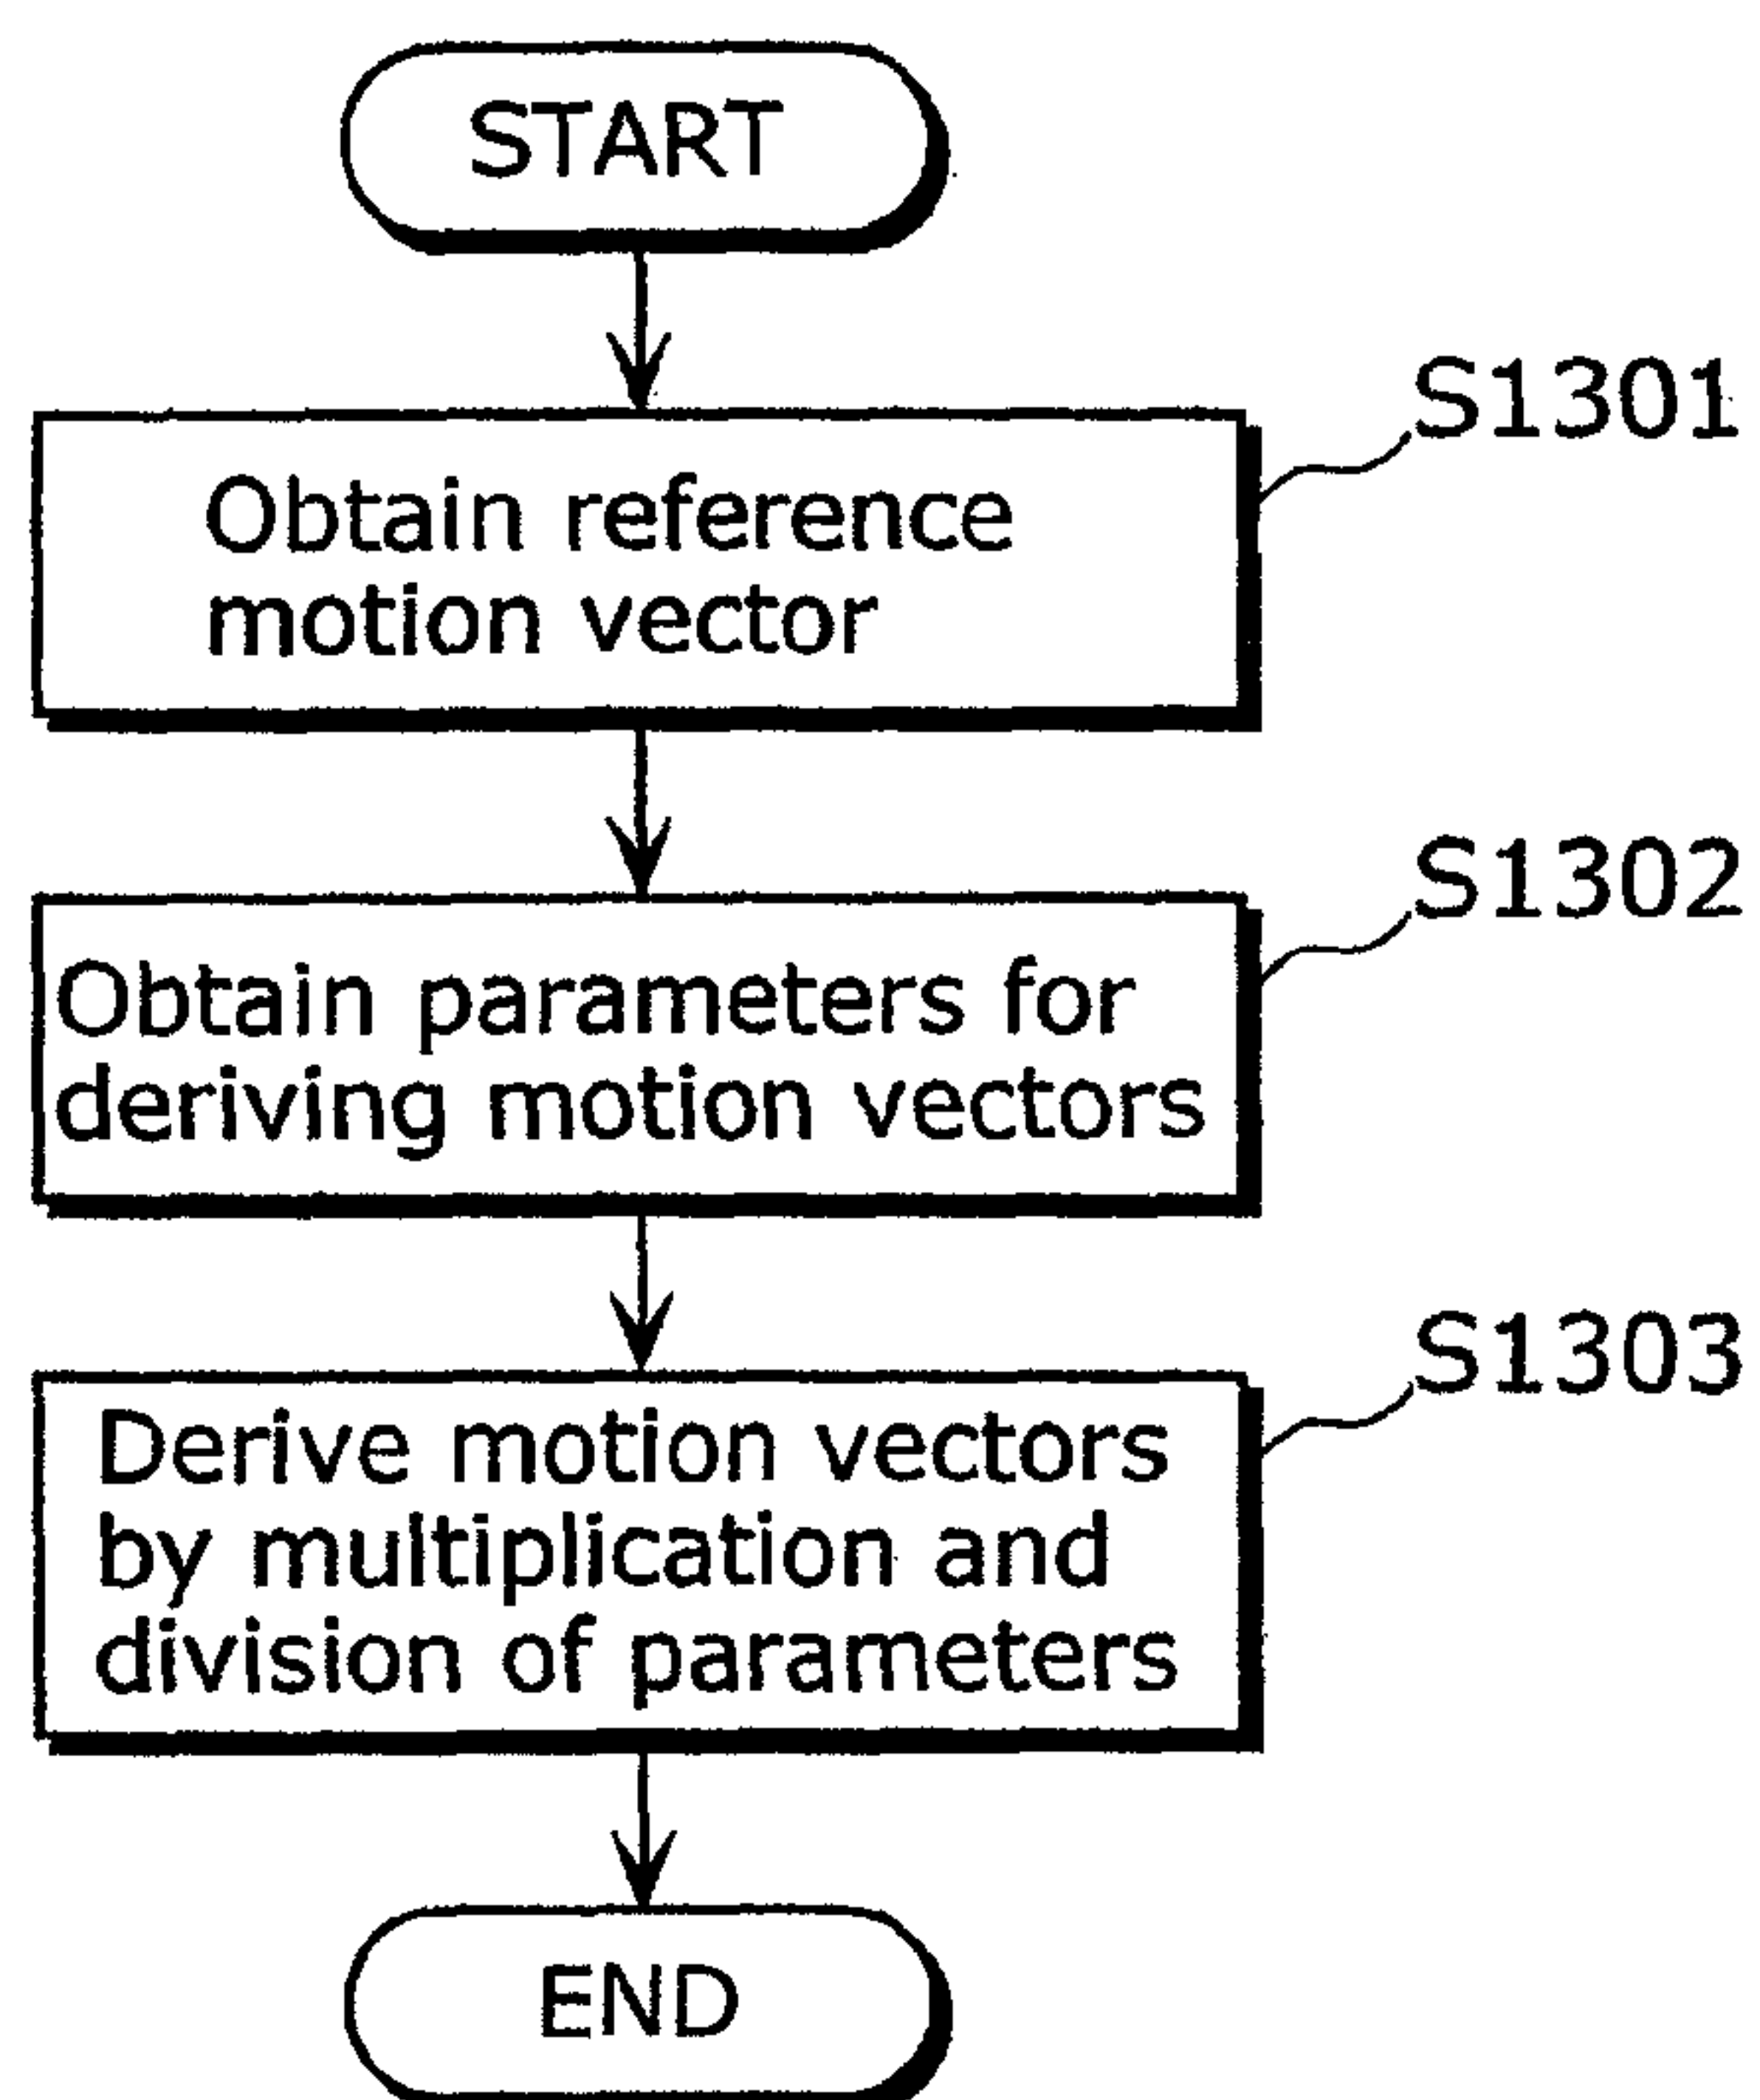 START
S1301
Obtain reference
motion vector
S1302
Obtain parameters for
deriving motion vectors
S1303
Derive motion vectors
by multiplication and
division of parameters
END